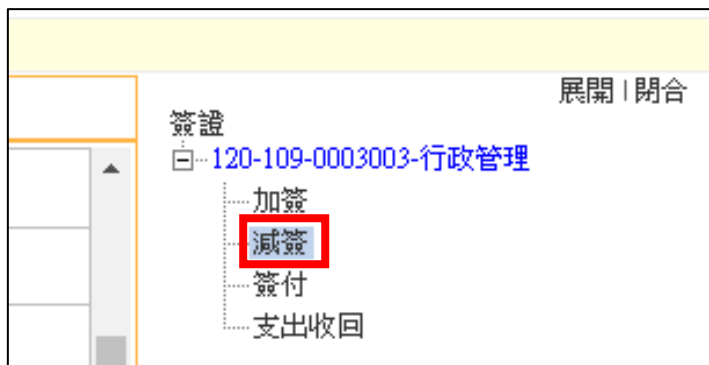 展開 | 閉合
簽證
120-109-0003003-行政管理
加簽
減簽
簽付
支出收回